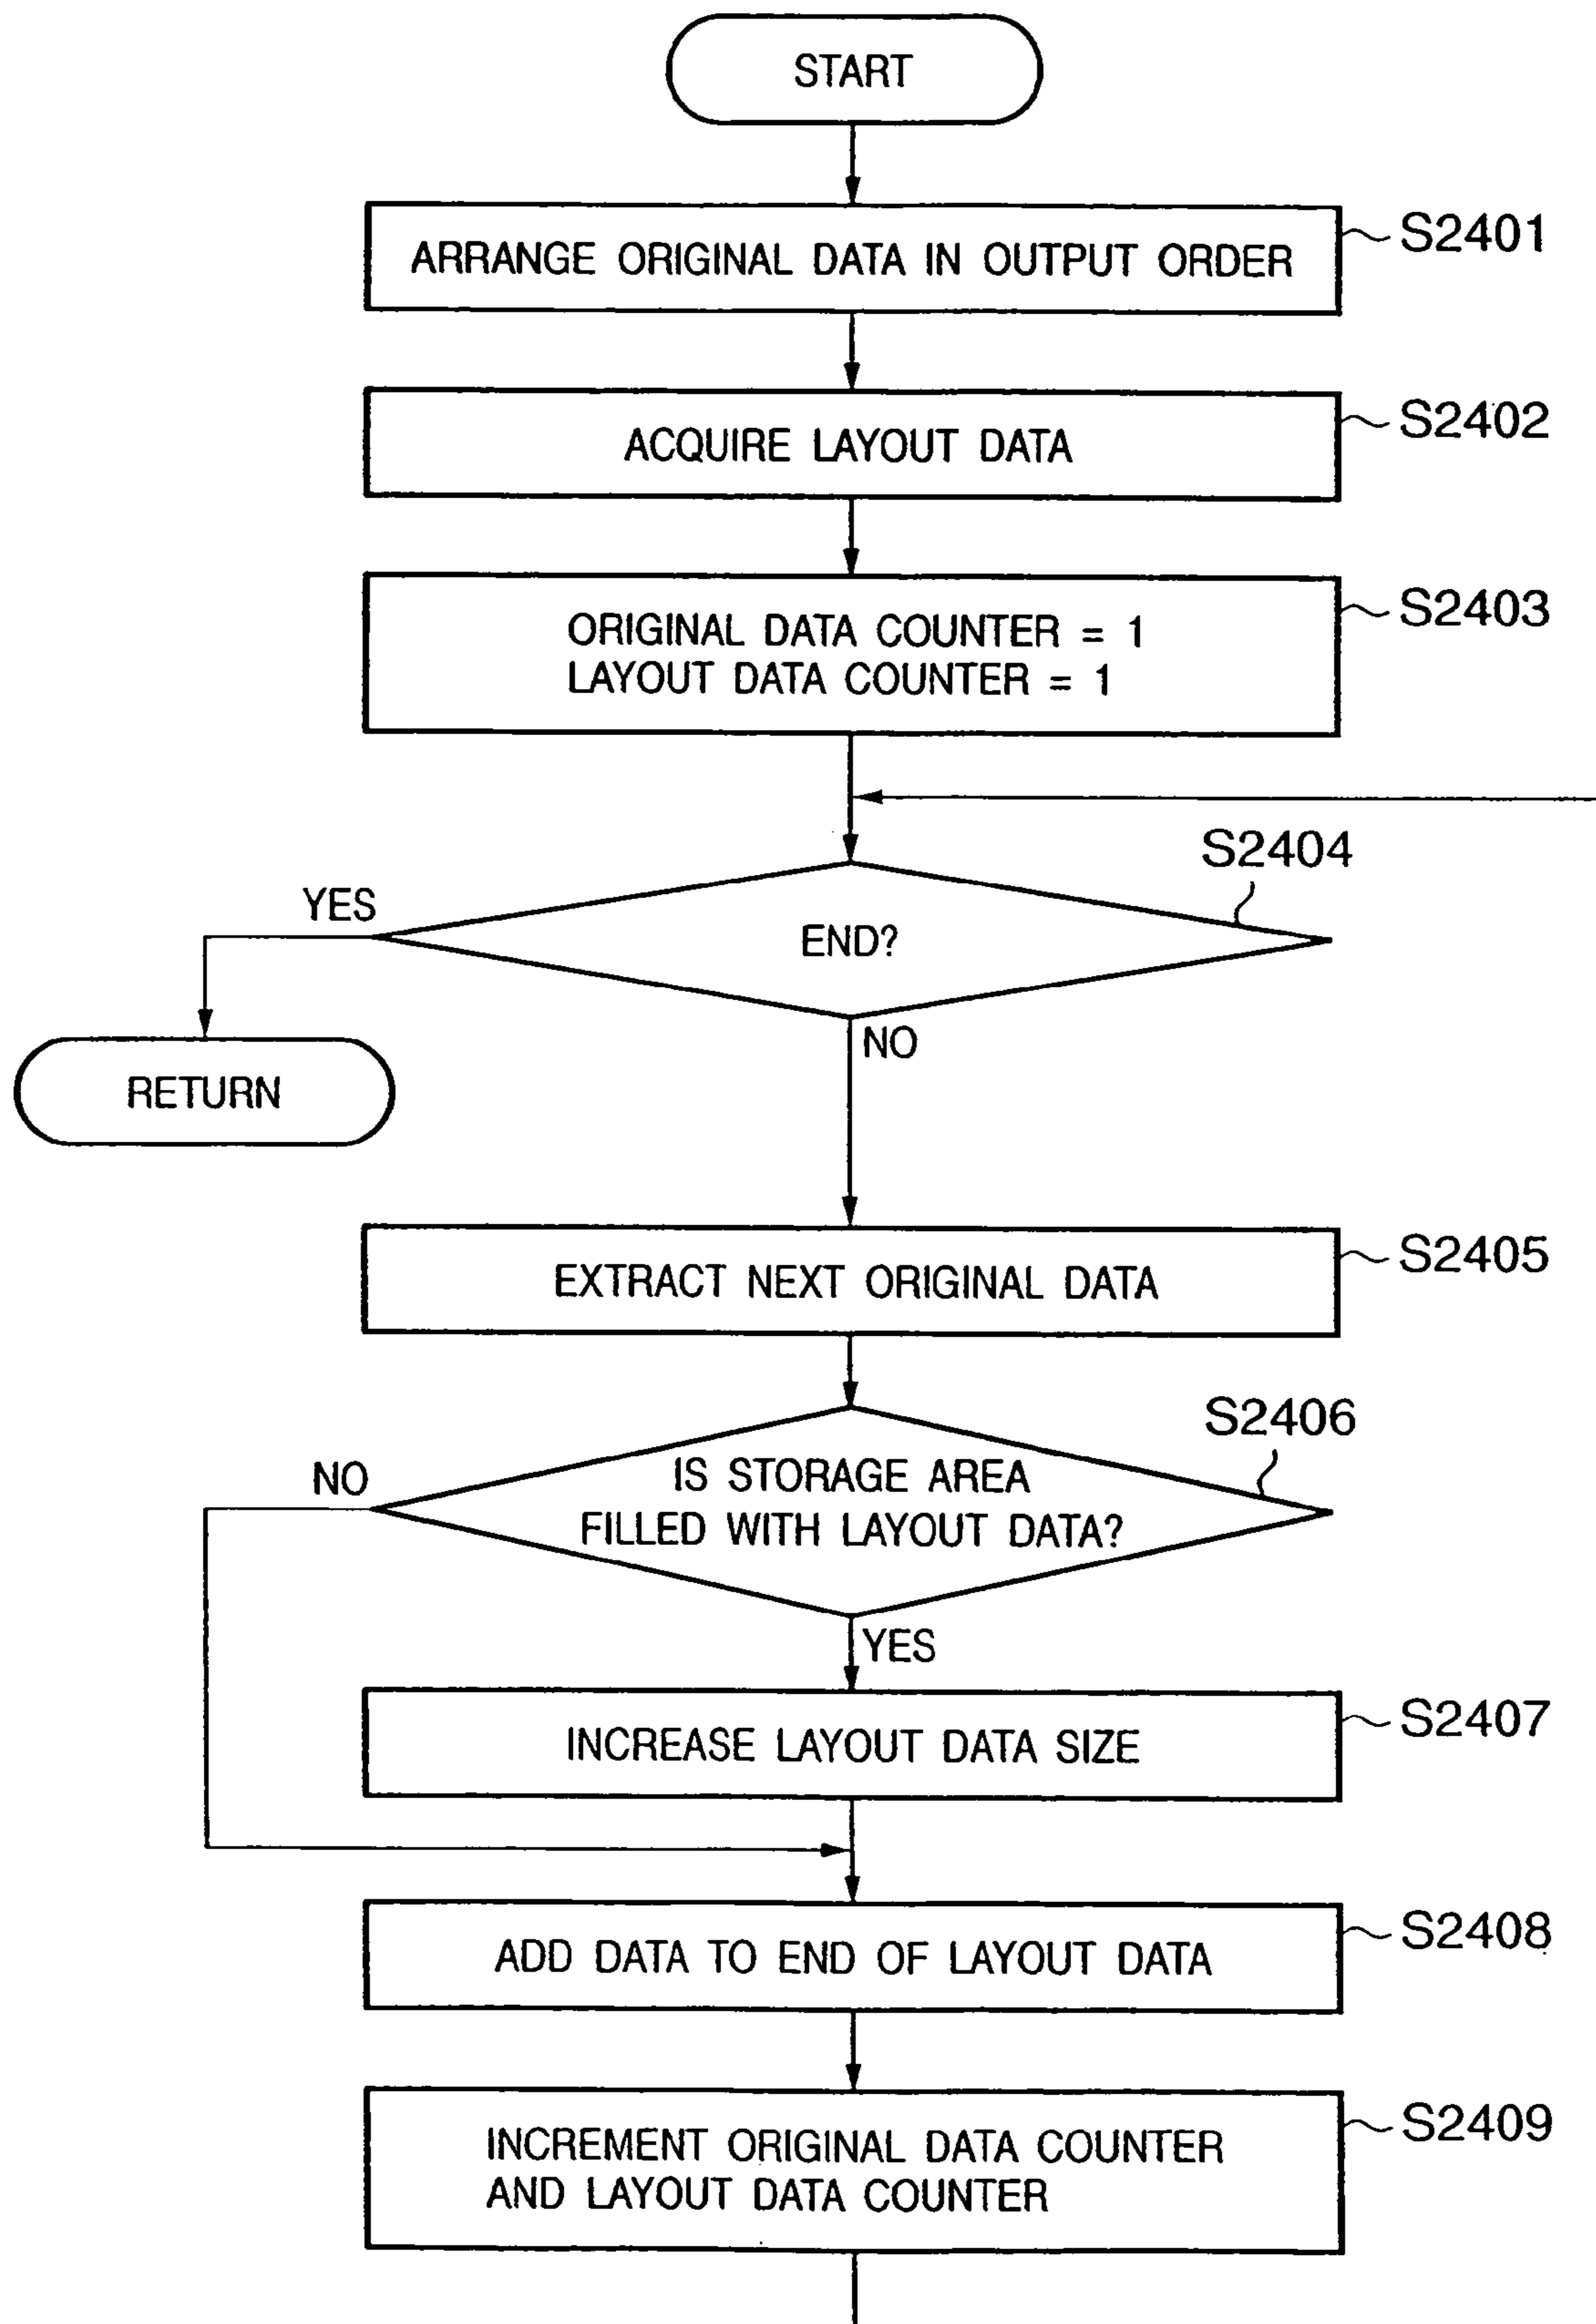 START
ARRANGE ORIGINAL DATA IN OUTPUT ORDER
S2401
ACQUIRE LAYOUT DATA
S2402
ORIGINAL DATA COUNTER = 1
LAYOUT DATA COUNTER = 1
S2403
S2404
YES
END?
NO
RETURN
EXTRACT NEXT ORIGINAL DATA
S2405
S2406
NO
IS STORAGE AREA
FILLED WITH LAYOUT DATA?
YES
INCREASE LAYOUT DATA SIZE
S2407
ADD DATA TO END OF LAYOUT DATA
S2408
INCREMENT ORIGINAL DATA COUNTER
AND LAYOUT DATA COUNTER
S2409